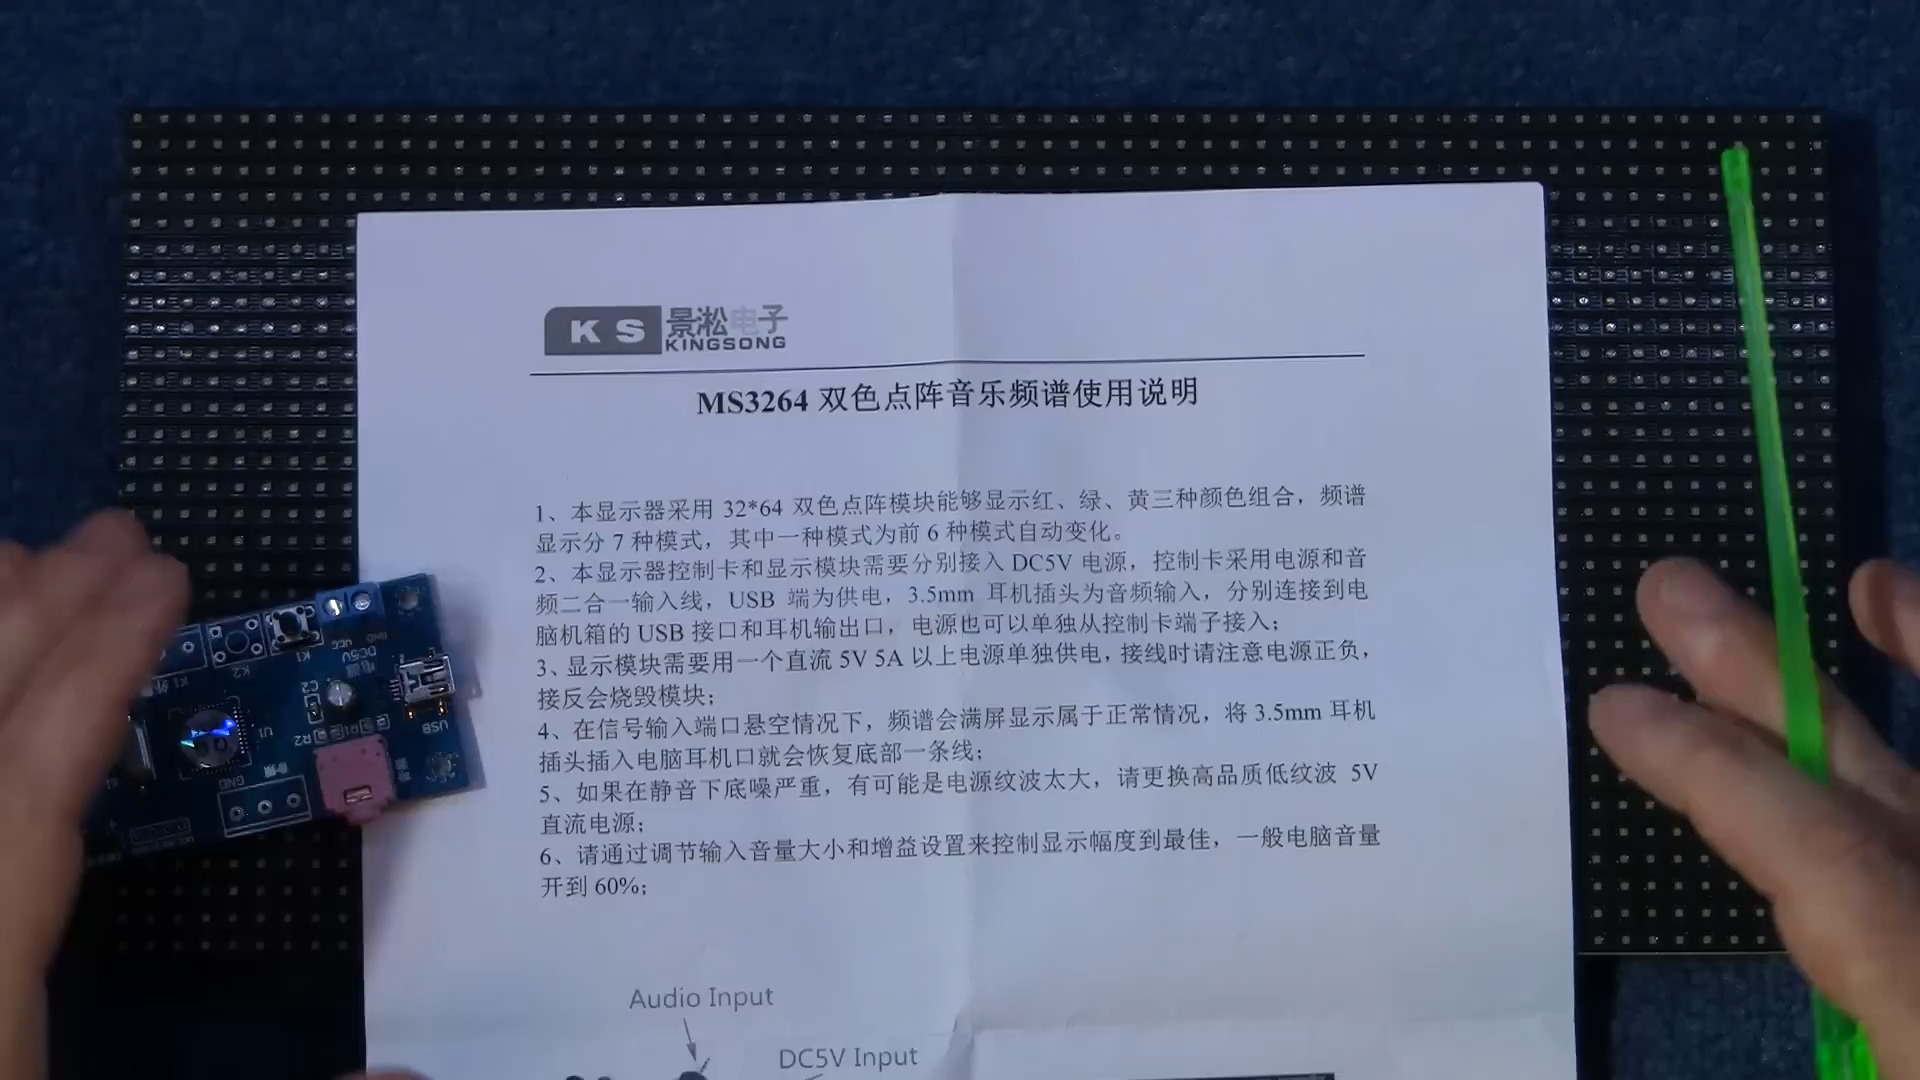 KS 景淞电子
KINGSONG
MS3264 双色点阵音乐频谱使用说明
1、本显示器采用 32*64 双色点阵模块能够显示红、绿、黄三种颜色组合，频谱
显示分 7 种模式，其中一种模式为前 6 种模式自动变化。
2、本显示器控制卡和显示模块需要分别接入 DC5V 电源，控制卡采用电源和音
频二合一输入线，USB 端为供电，3.5mm 耳机插头为音频输入，分别连接到电
脑机箱的 USB 接口和耳机输出口，电源也可以单独从控制卡端子接入；
3、显示模块需要用一个直流 5V 5A 以上电源单独供电，接线时请注意电源正负，
接反会烧毁模块；
4、在信号输入端口悬空情况下，频谱会满屏显示属于正常情况，将 3.5mm 耳机
插头插入电脑耳机口就会恢复底部一条线；
5、如果在静音下底噪严重，有可能是电源纹波太大，请更换高品质低纹波 5V
直流电源；
6、请通过调节输入音量大小和增益设置来控制显示幅度到最佳，一般电脑音量
开到 60%；
Audio Input
DC5V Input
GND
VCC
DC5V
K1
K2
K1
C2
USB
U1
R2
GND
音频